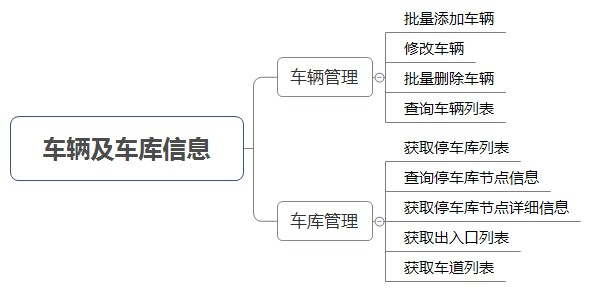 车辆及车库信息
车辆管理
批量添加车辆
修改车辆
批量删除车辆
查询车辆列表
车库管理
获取停车库列表
查询停车库节点信息
获取停车库节点详细信息
获取出入口列表
获取车道列表